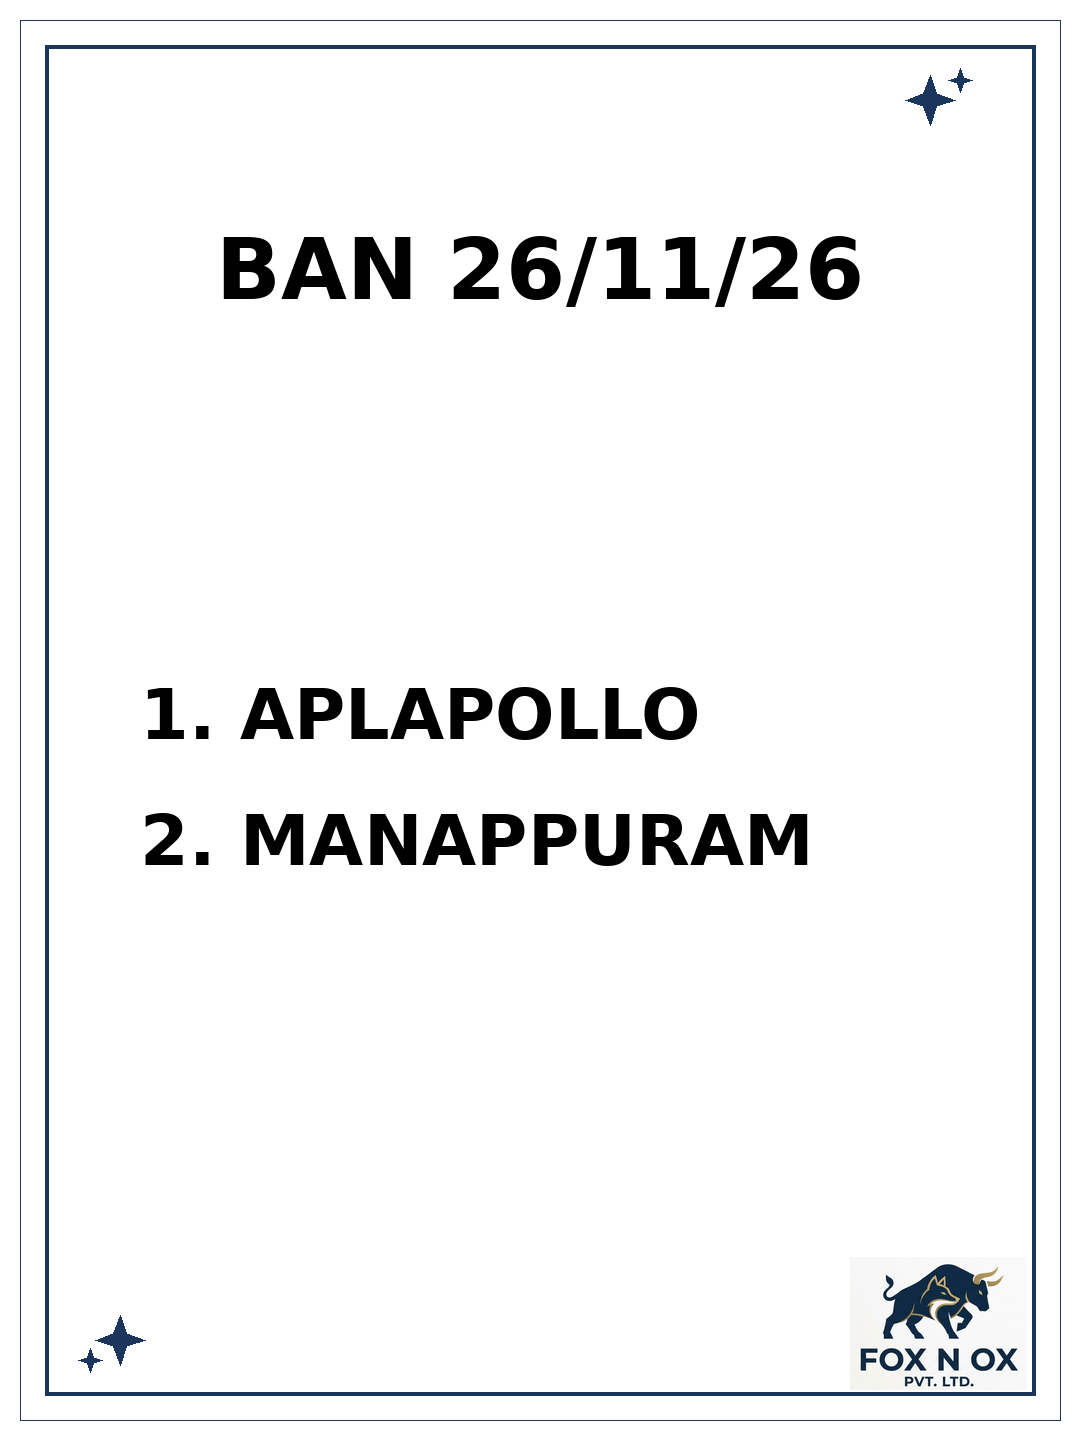 BAN 26/11/26
1. APLAPOLLO
2. MANAPPURAM
FOX N OX
PVT. LTD.